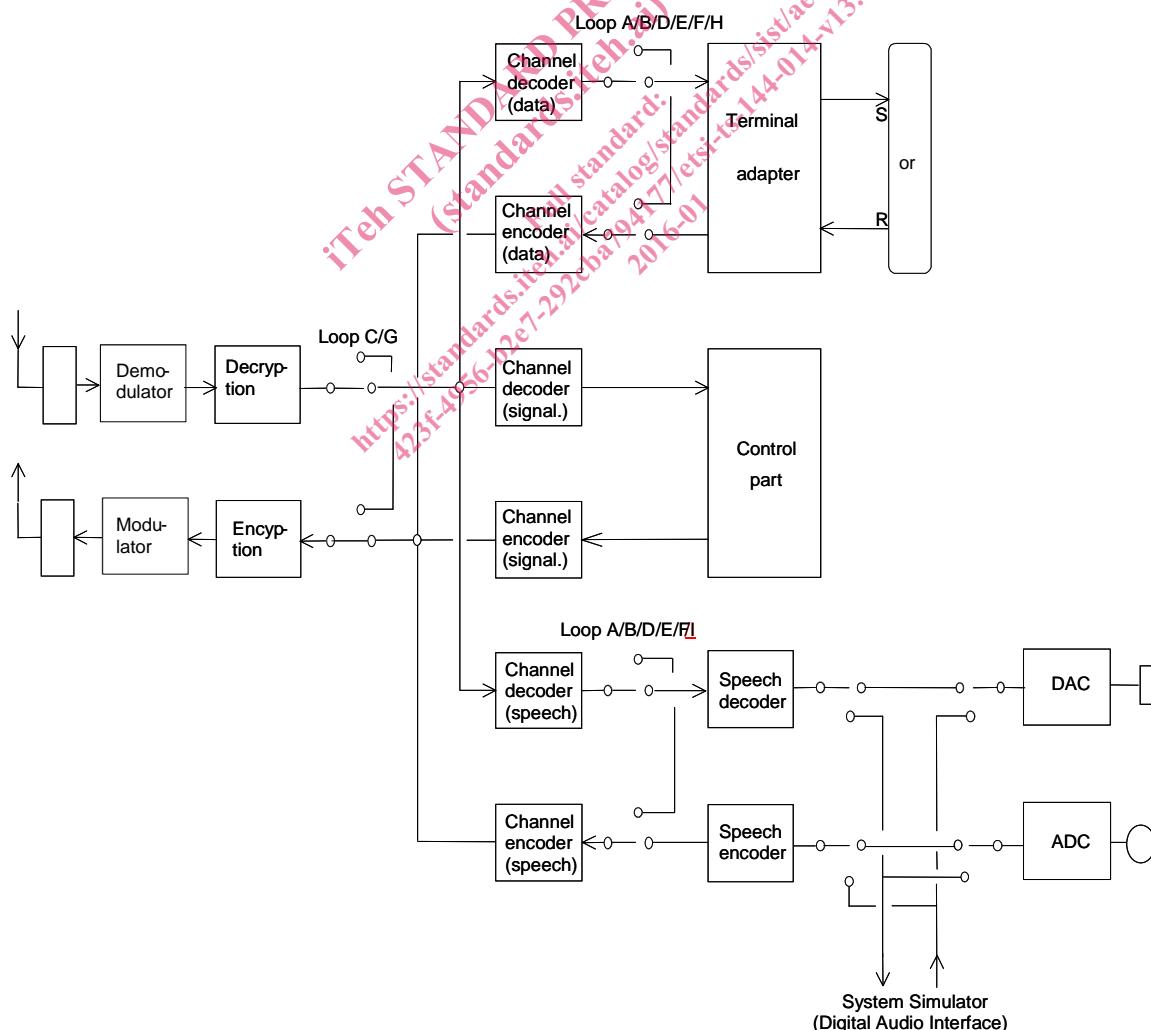 Loop A/B/D/E/F/H
Channel
decoder
(data)
Terminal
adapter
S
or
R
Channel
encoder
(data)
Loop C/G
Demo-
dulator
Decryp-
tion
Channel
decoder
(signal.)
Control
part
Modu-
lator
Encyp-
tion
Channel
encoder
(signal.)
Loop A/B/D/E/F/I
Channel
decoder
(speech)
Speech
decoder
DAC
Channel
encoder
(speech)
Speech
encoder
ADC
System Simulator
(Digital Audio Interface)
iTeh STANDARD PR
(standards.iteh.ai)
Full standard:
https://standards.iteh.ai/catalog/standards/sist/ae
423f-4956-b2e7-292cba794177/etsi-ts-144-014-v13.
2016-01